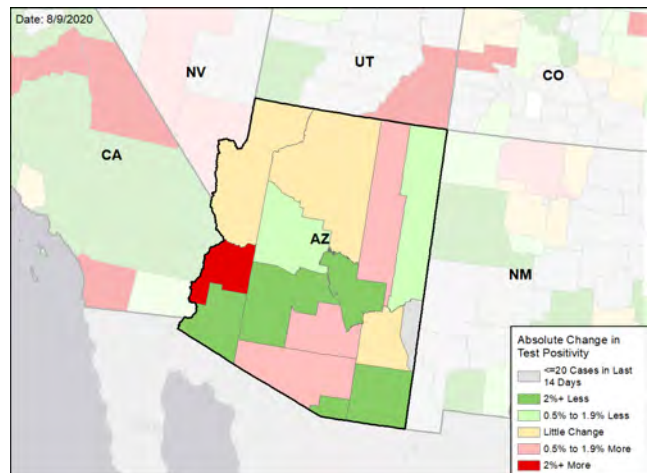 Date: 8/9/2020
NV
UT
CO
CA
AZ
NM
Absolute Change in
Test Positivity
<=20 Cases in Last
14 Days
2%+ Less
0.5% to 1.9% Less
Little Change
0.5% to 1.9% More
2%+ More